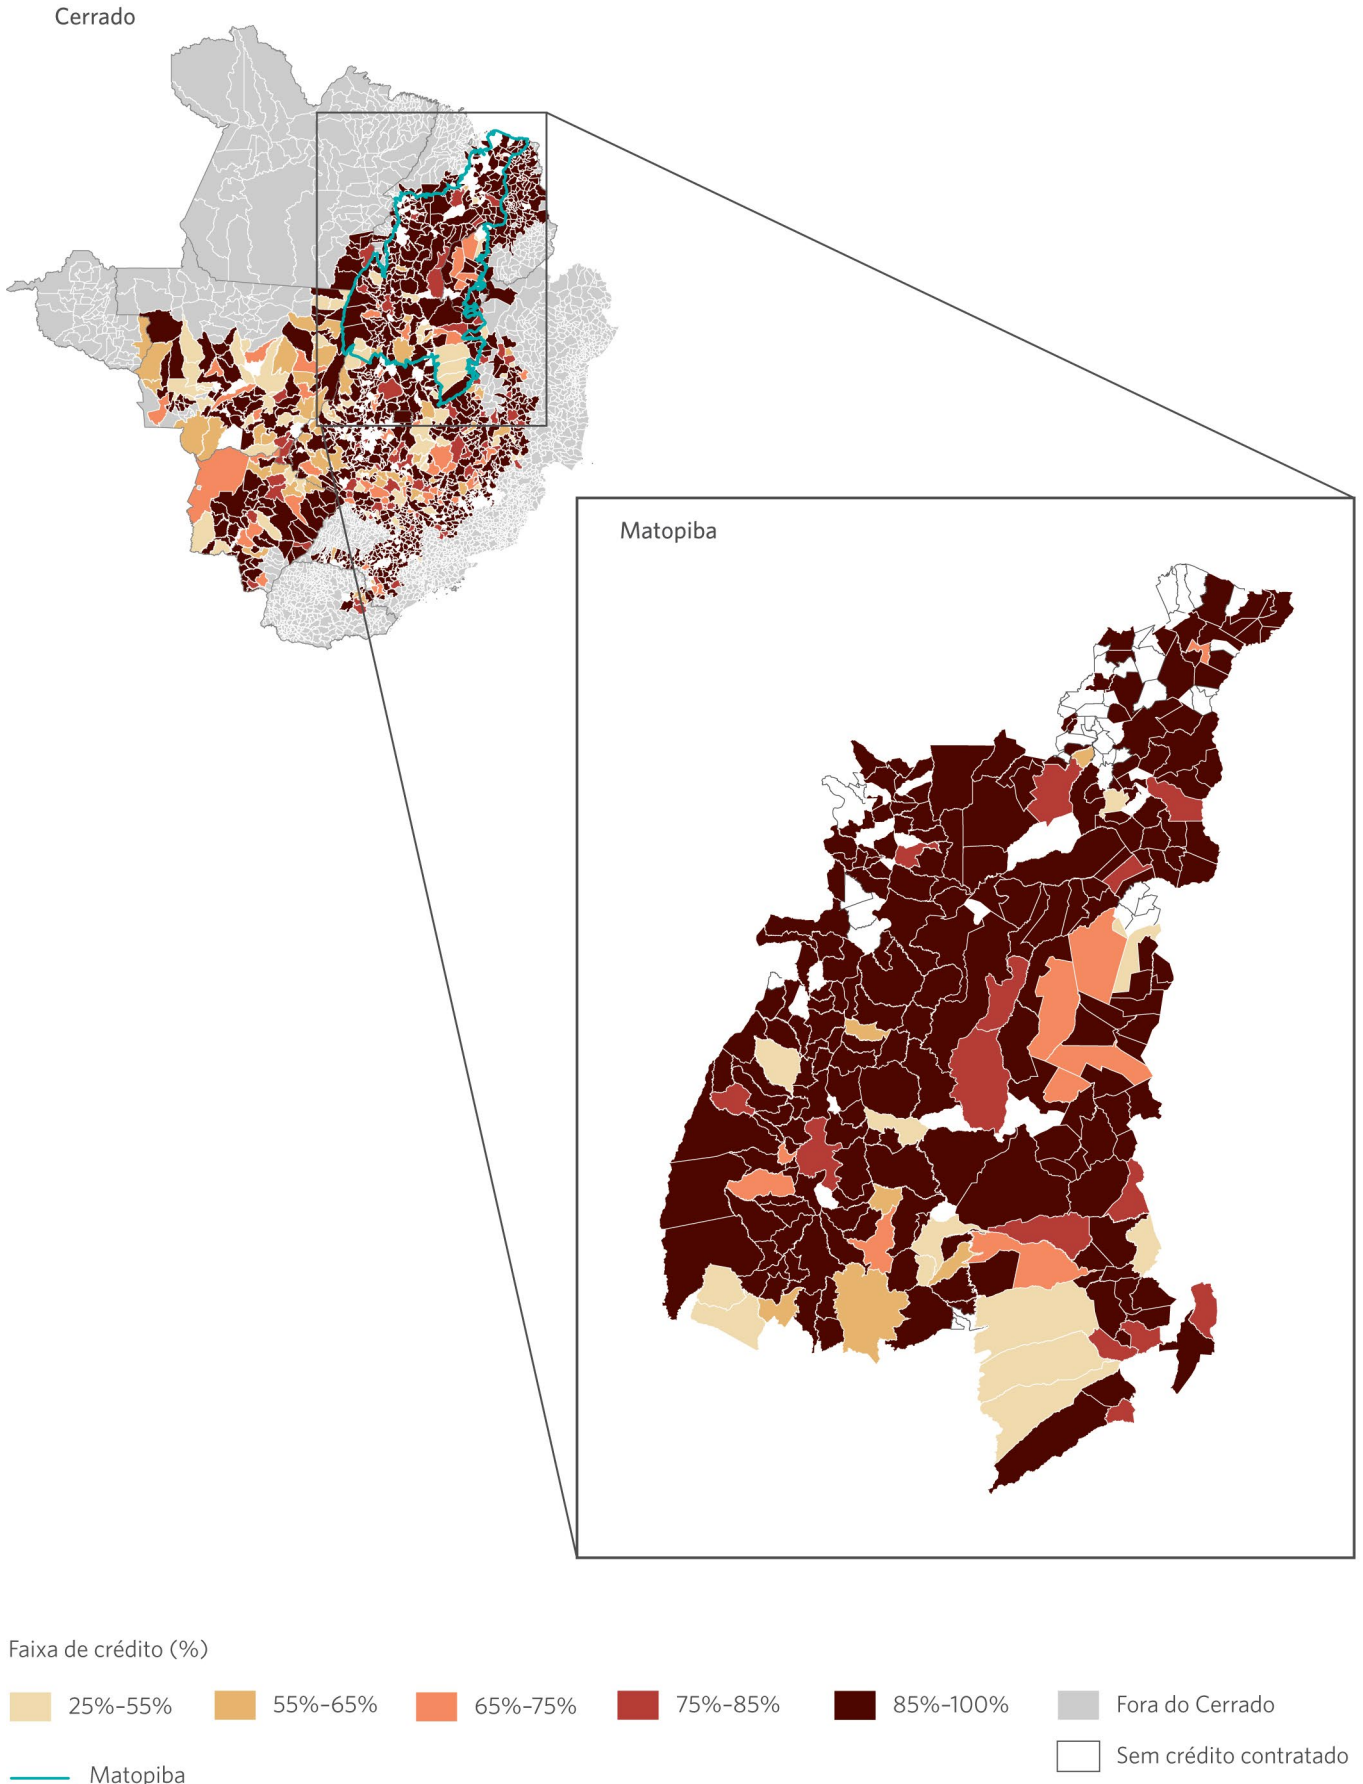 Cerrado
Matopiba
Faixa de crédito (%)
25%–55%
55%–65%
65%–75%
75%–85%
85%–100%
Fora do Cerrado
Sem crédito contratado
Matopiba